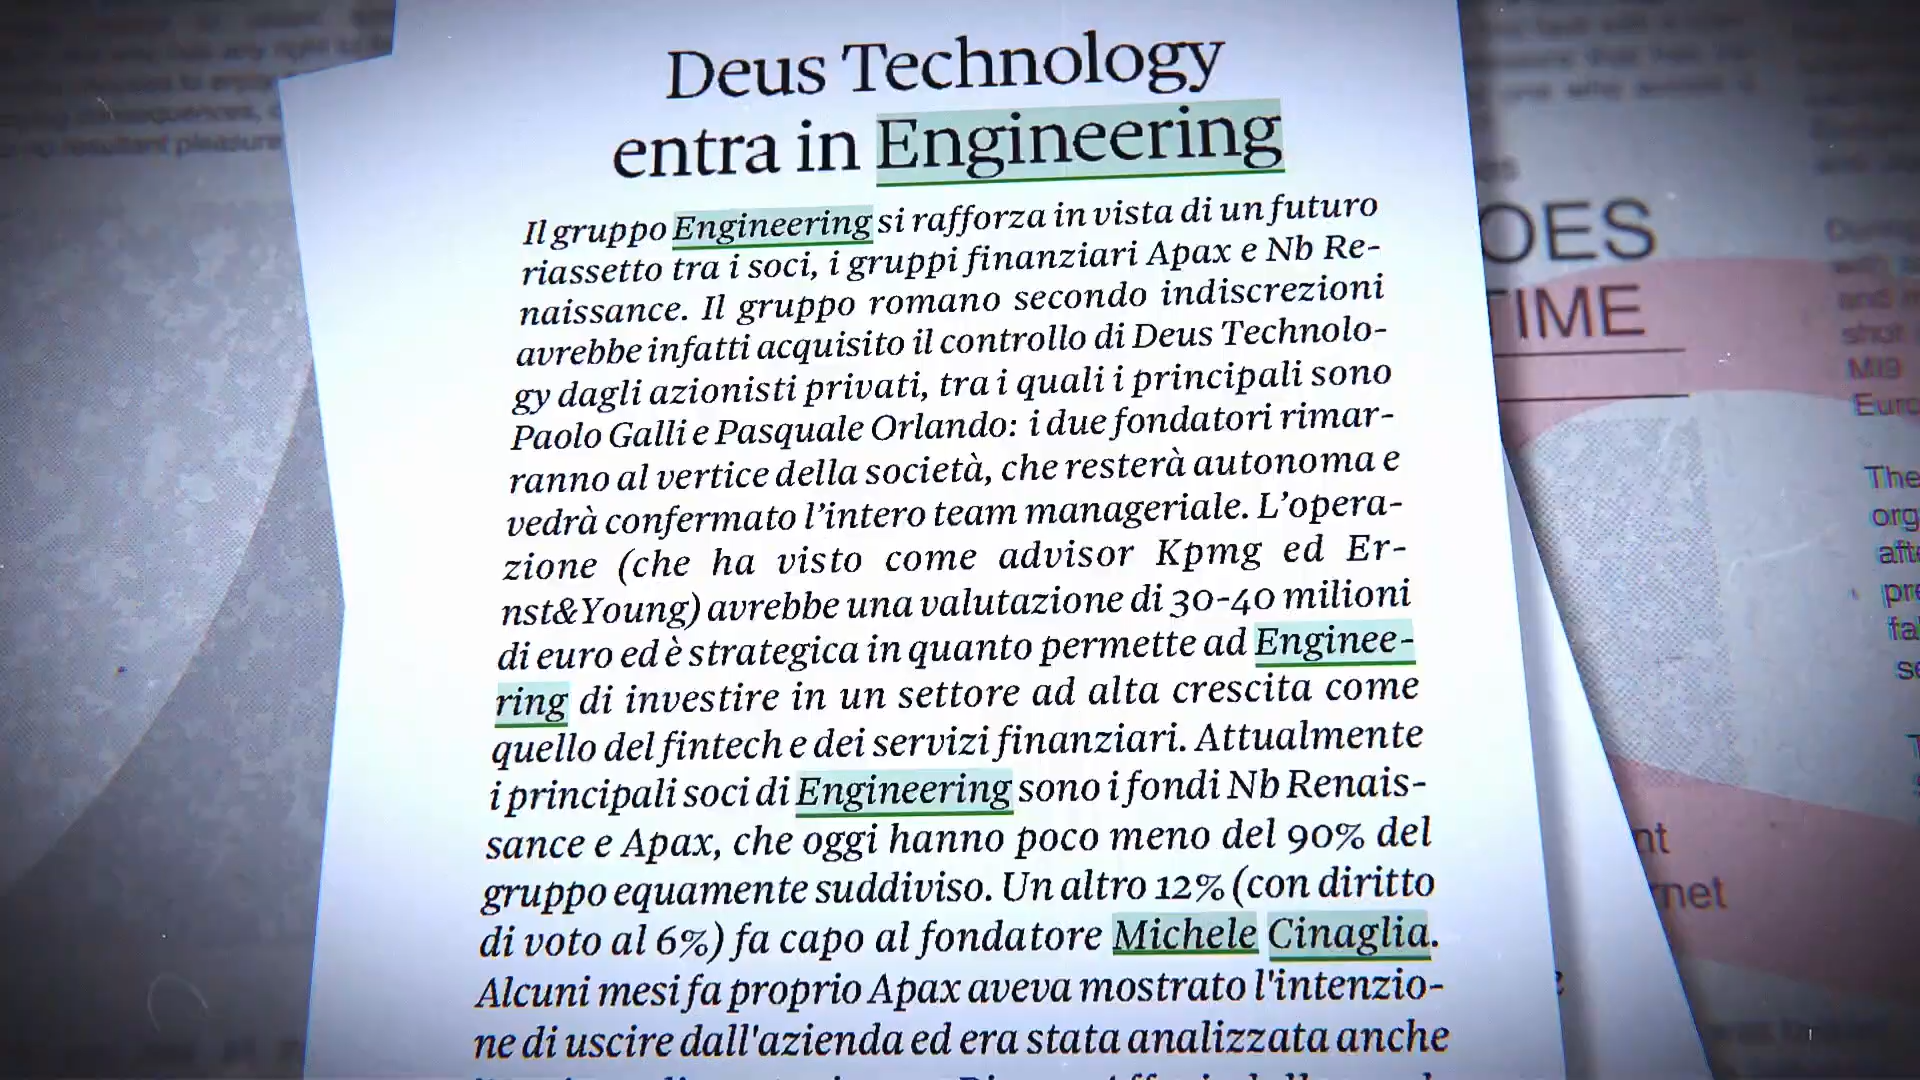 Deus Technology
entra in Engineering
Il gruppo Engineering si rafforza in vista di un futuro
riassetto tra i soci, i gruppi finanziari Apax e Nb Re-
naissance. Il gruppo romano secondo indiscrezioni
avrebbe infatti acquisito il controllo di Deus Technolo-
gy dagli azionisti privati, tra i quali i principali sono
Paolo Galli e Pasquale Orlando: i due fondatori rimar-
ranno al vertice della società, che resterà autonoma e
vedrà confermato l'intero team manageriale. L'opera-
zione (che ha visto come advisor Kpmg ed Er-
nst&Young) avrebbe una valutazione di 30-40 milioni
di euro ed è strategica in quanto permette ad Enginee-
ring di investire in un settore ad alta crescita come
quello del fintech e dei servizi finanziari. Attualmente
i principali soci di Engineering sono i fondi Nb Renais-
sance e Apax, che oggi hanno poco meno del 90% del
gruppo equamente suddiviso. Un altro 12% (con diritto
di voto al 6%) fa capo al fondatore Michele Cinaglia.
Alcuni mesi fa proprio Apax aveva mostrato l'intenzio-
ne di uscire dall'azienda ed era stata analizzata anche
OES
TIME
MI9
The